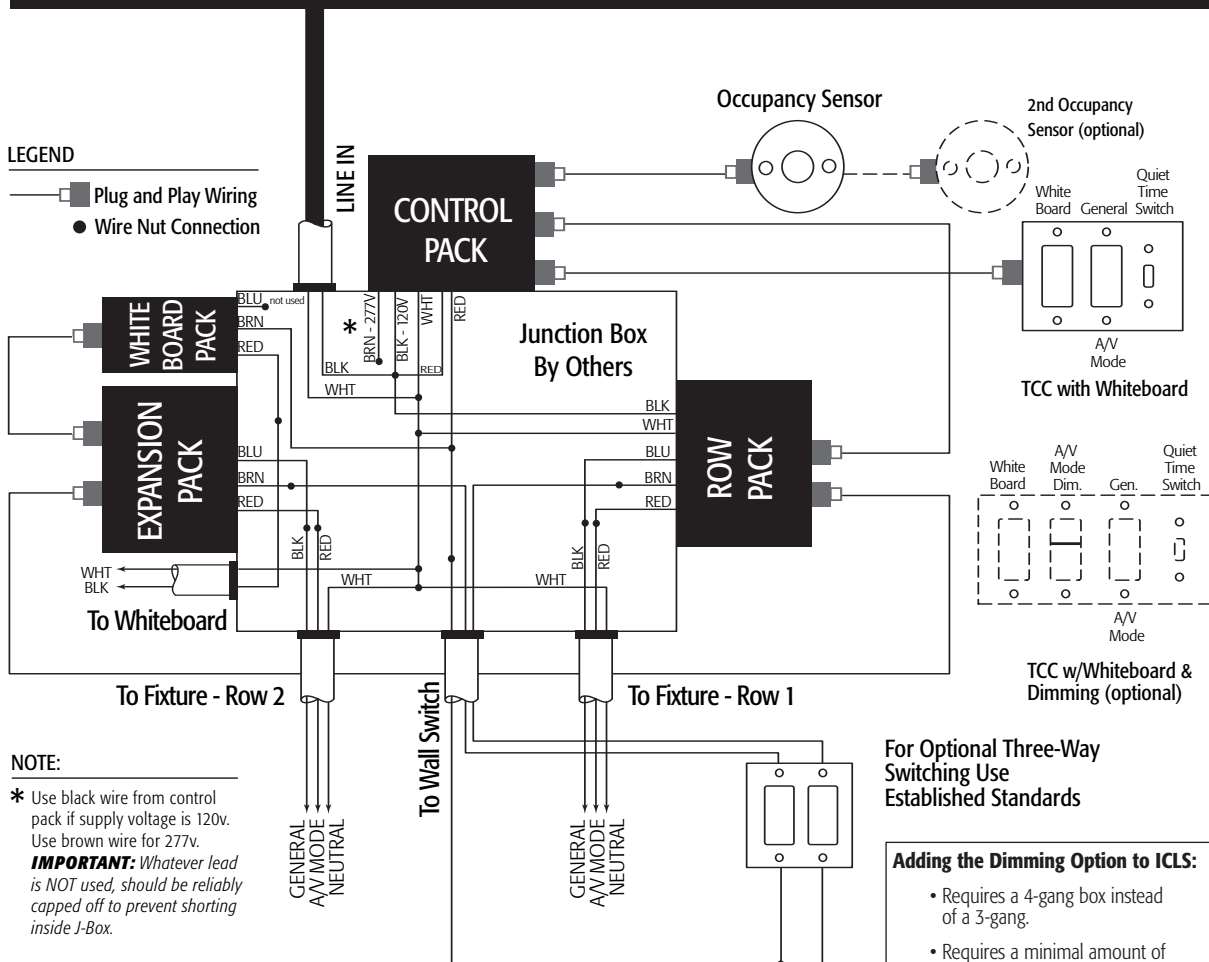 LEGEND
Plug and Play Wiring
Wire Nut Connection
LINE IN
CONTROL
PACK
Occupancy Sensor
2nd Occupancy
Sensor (optional)
White
Board
General
Quiet
Time
Switch
A/V
Mode
TCC with Whiteboard
WHITE
BOARD
PACK
BLU
not used
BRN
RED
*
BRN - 277V
BLK - 120V
WHT
RED
BLK
RED
WHT
Junction Box
By Others
EXPANSION
PACK
BLU
BRN
RED
BLK
WHT
BLU
BRN
RED
ROW
PACK
BLK
RED
BLK
RED
WHT
WHT
WHT
BLK
To Whiteboard
White
Board
A/V
Mode
Dim.
Gen.
Quiet
Time
Switch
A/V
Mode
TCC w/Whiteboard &
Dimming (optional)
To Fixture - Row 2
To Wall Switch
To Fixture - Row 1
GENERAL
A/V MODE
NEUTRAL
GENERAL
A/V MODE
NEUTRAL
NOTE:
* Use black wire from control
pack if supply voltage is 120v.
Use brown wire for 277v.
IMPORTANT: Whatever lead
is NOT used, should be reliably
capped off to prevent shorting
inside J-Box.
For Optional Three-Way
Switching Use
Established Standards
Adding the Dimming Option to ICLS:
• Requires a 4-gang box instead
of a 3-gang.
• Requires a minimal amount of